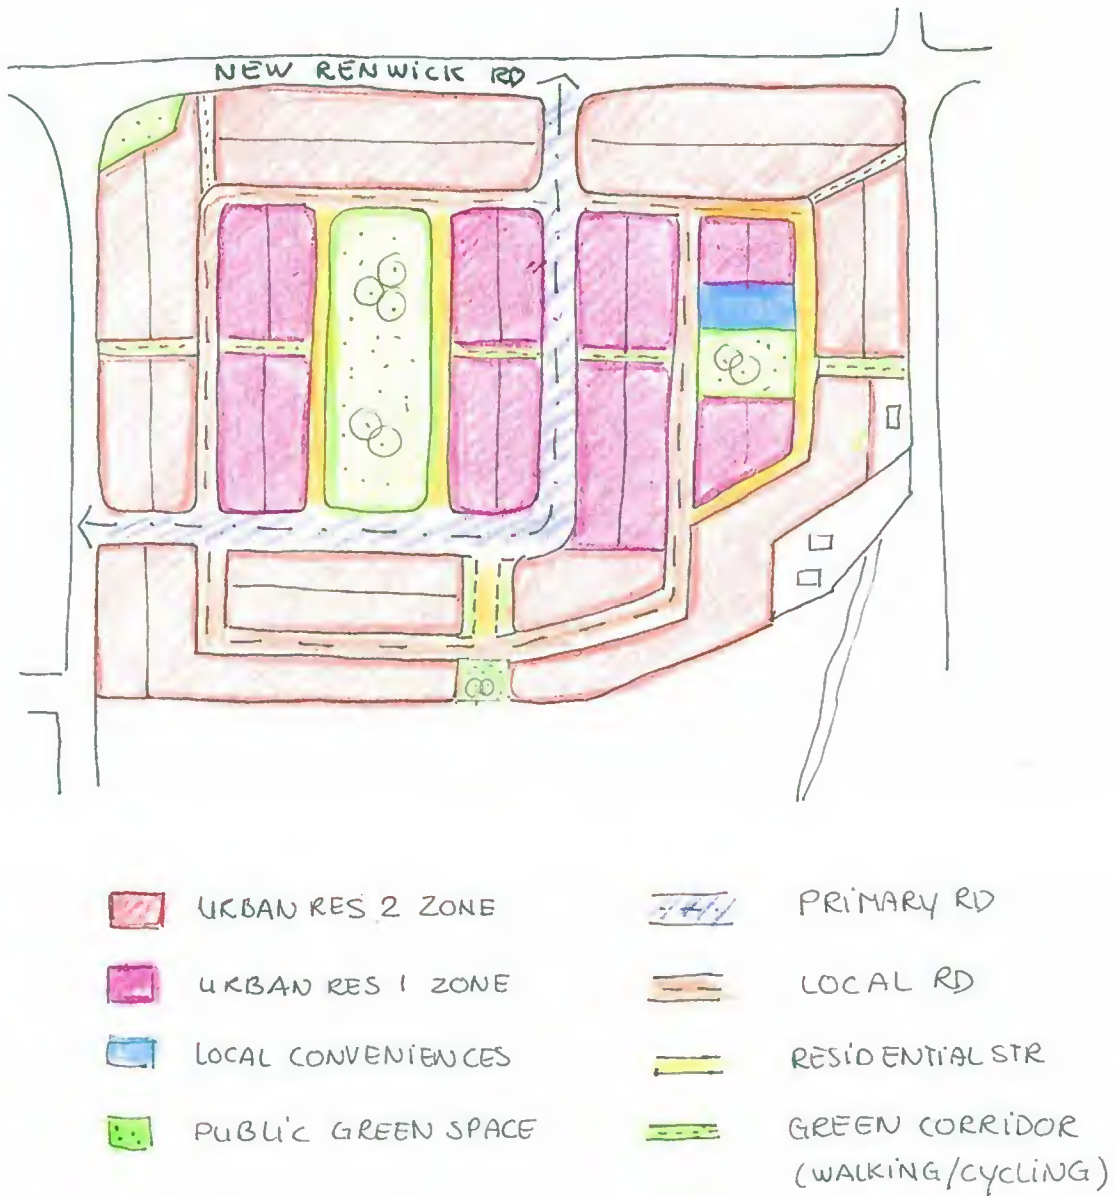 NEW RENWICK RD
URBAN RES 2 ZONE
URBAN RES 1 ZONE
LOCAL CONVENIENCES
PUBLIC GREEN SPACE
PRIMARY RD
LOCAL RD
RESIDENTIAL STR
GREEN CORRIDOR
(WALKING/CYCLING)